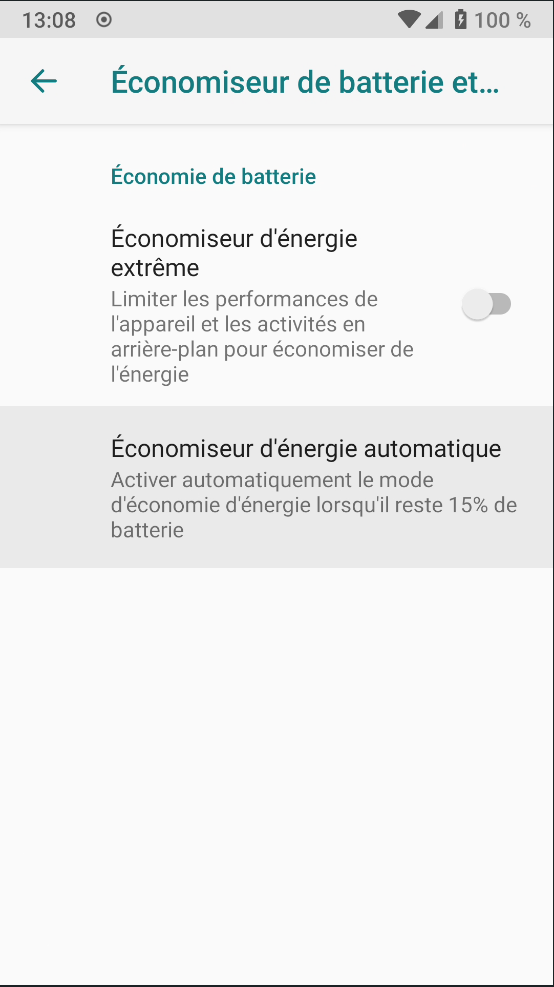 13:08
100 %
Économiseur de batterie et…
Économie de batterie
Économiseur d'énergie
extrême
Limiter les performances de
l'appareil et les activités en
arrière-plan pour économiser de
l'énergie
Économiseur d'énergie automatique
Activer automatiquement le mode
d'économie d'énergie lorsqu'il reste 15% de
batterie